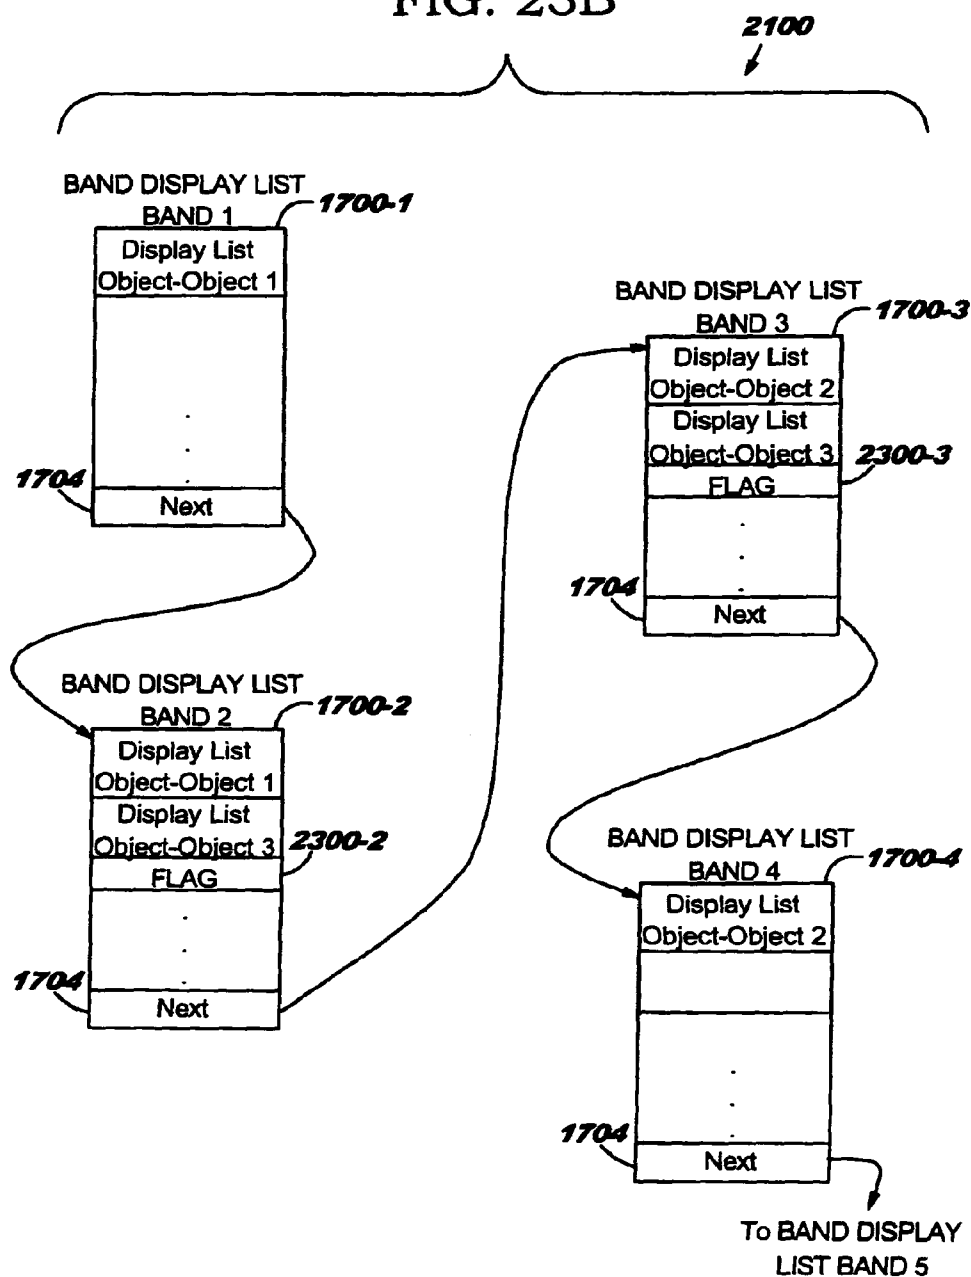 FIG. 23B
2100
BAND DISPLAY LIST
BAND 1
1700-1
Display List
Object-Object 1
1704
Next
BAND DISPLAY LIST
BAND 2
1700-2
Display List
Object-Object 1
Display List
Object-Object 3
2300-2
FLAG
1704
Next
BAND DISPLAY LIST
BAND 3
1700-3
Display List
Object-Object 2
Display List
Object-Object 3
2300-3
FLAG
1704
Next
BAND DISPLAY LIST
BAND 4
1700-4
Display List
Object-Object 2
1704
Next
To BAND DISPLAY
LIST BAND 5